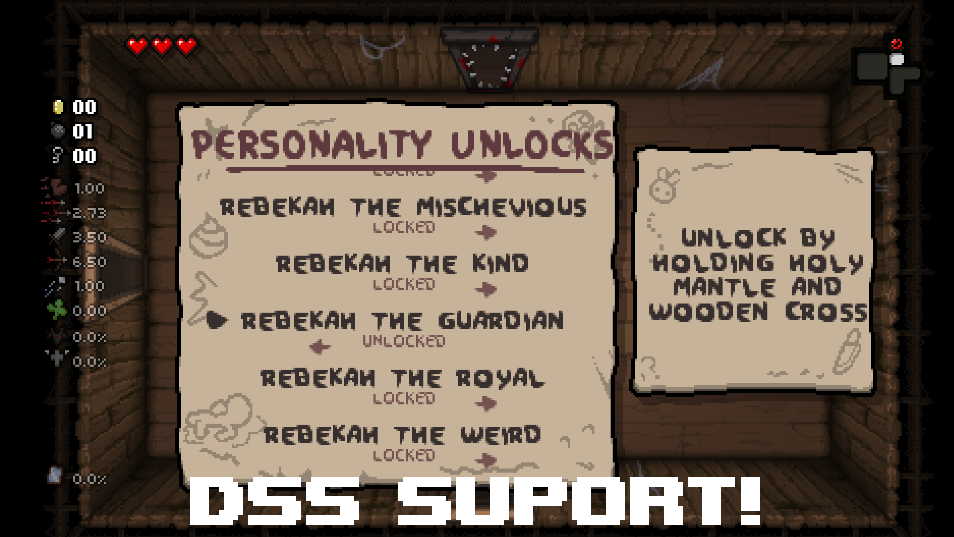 00
01
00
1.00
+2.73
3.50
6.50
1.00
0.00
0.0%
0.0%
0.0%
PERSONALITY UNLOCKS
LOCKED
REBEKAH THE MISCHEVIOUS
LOCKED
REBEKAH THE KIND
LOCKED
REBEKAH THE GUARDIAN
UNLOCKED
REBEKAH THE ROYAL
LOCKED
REBEKAH THE WEIRD
LOCKED
UNLOCK BY
HOLDING HOLY
MANTLE AND
WOODEN CROSS
DSS SUPORT!